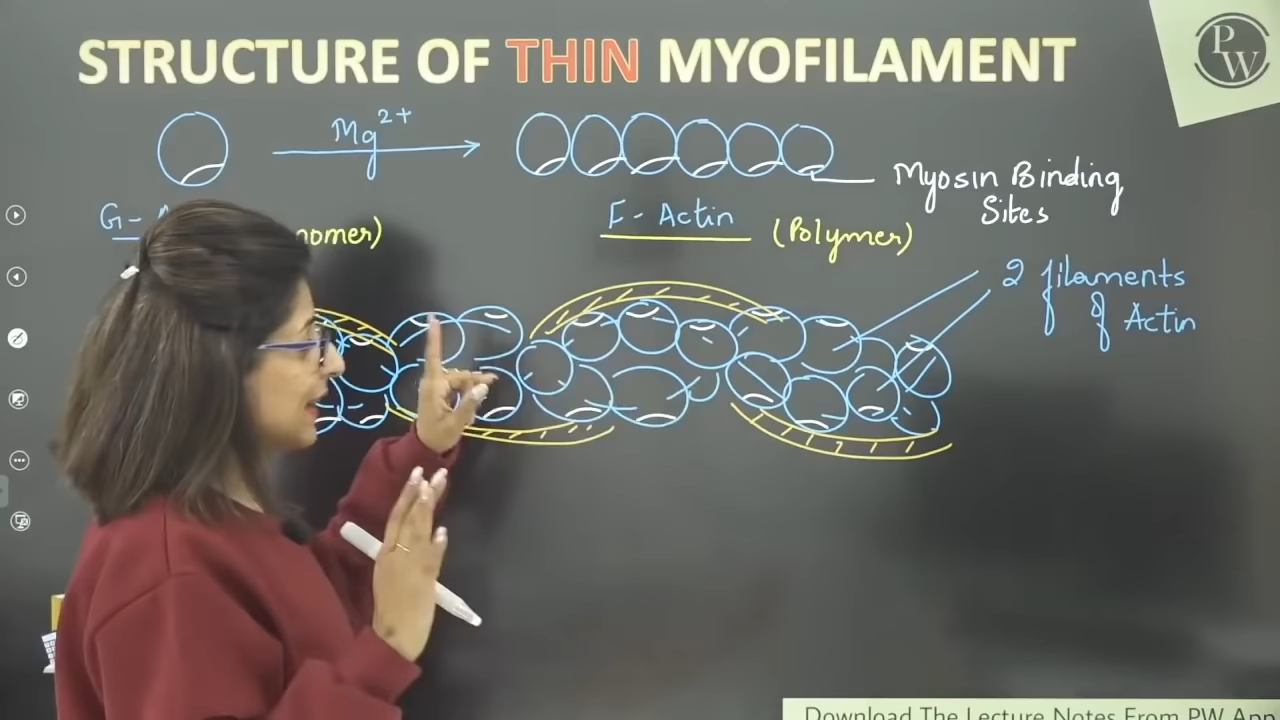 STRUCTURE OF THIN MYOFILAMENT
PW
Mg²⁺
Myosin Binding
Sites
G-
nomer)
F-Actin
(Polymer)
2 filaments
of Actin
Download The Lecture Notes From PW App